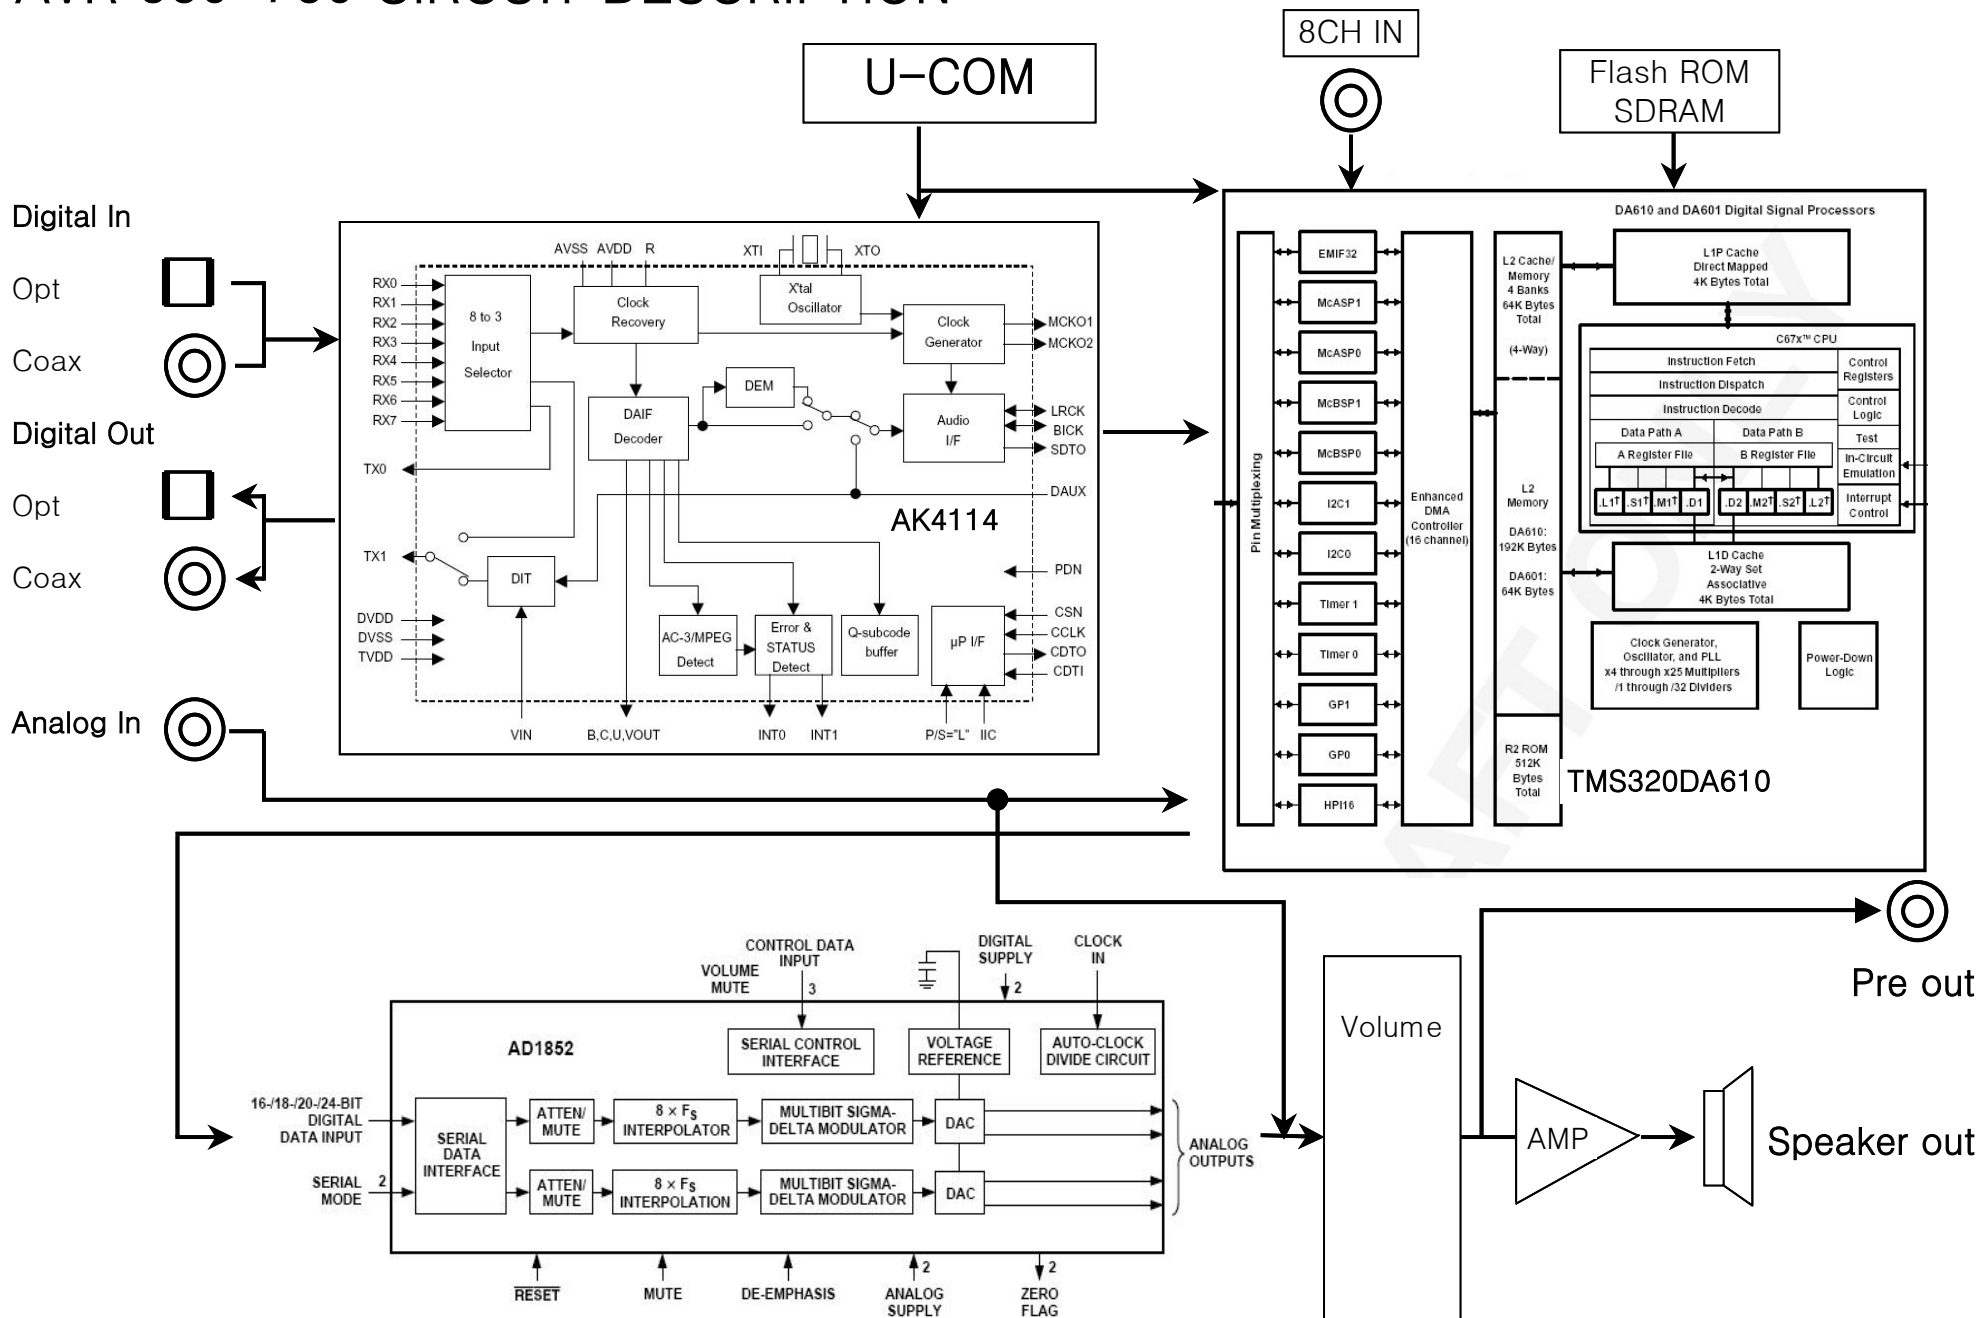 8CH IN
U-COM
Flash ROM
SDRAM
Digital In
Opt
Coax
Digital Out
Opt
Coax
Analog In
AVSS AVDD R
XTI
XTO
RX0
RX1
RX2
RX3
RX4
RX5
RX6
RX7
8 to 3
Input
Selector
Clock
Recovery
X'tal
Oscillator
Clock
Generator
MCKO1
MCKO2
DEM
DAIF
Decoder
Audio
I/F
LRCK
BICK
SDTO
TX0
DAUX
AK4114
TX1
DIT
PDN
DVDD
DVSS
TVDD
AC-3/MPEG
Detect
Error &
STATUS
Detect
Q-subcode
buffer
µP I/F
CSN
CCLK
CDTO
CDTI
VIN
B,C,U,VOUT
INT0
INT1
P/S="L"
IIC
DA610 and DA601 Digital Signal Processors
Pin Multiplexing
EMIF32
McASP1
McASP0
McBSP1
McBSP0
I2C1
I2C0
Timer 1
Timer 0
GP1
GP0
HPI16
Enhanced
DMA
Controller
(16 channel)
L2 Cache/
Memory
4 Banks
64K Bytes
Total
(4-Way)
L2
Memory
DA610:
192K Bytes
DA601:
64K Bytes
R2 ROM
512K
Bytes
Total
L1P Cache
Direct Mapped
4K Bytes Total
C67x™ CPU
Instruction Fetch
Instruction Dispatch
Instruction Decode
Data Path A
Data Path B
A Register File
B Register File
.L1† .S1† .M1† .D1
.D2 .M2† .S2† .L2†
Control
Registers
Control
Logic
Test
In-Circuit
Emulation
Interrupt
Control
L1D Cache
2-Way Set
Associative
4K Bytes Total
Clock Generator,
Oscillator, and PLL
x4 through x25 Multipliers
/1 through /32 Dividers
Power-Down
Logic
TMS320DA610
CONTROL DATA
INPUT
VOLUME
MUTE
3
DIGITAL
SUPPLY
2
CLOCK
IN
AD1852
SERIAL CONTROL
INTERFACE
VOLTAGE
REFERENCE
AUTO-CLOCK
DIVIDE CIRCUIT
16-/18-/20-/24-BIT
DIGITAL
DATA INPUT
SERIAL
MODE
2
SERIAL
DATA
INTERFACE
ATTEN/
MUTE
8 × FS
INTERPOLATOR
MULTIBIT SIGMA-
DELTA MODULATOR
DAC
ATTEN/
MUTE
8 × FS
INTERPOLATION
MULTIBIT SIGMA-
DELTA MODULATOR
DAC
ANALOG
OUTPUTS
RESET
MUTE
DE-EMPHASIS
2
ANALOG
SUPPLY
2
ZERO
FLAG
Volume
AMP
Pre out
Speaker out